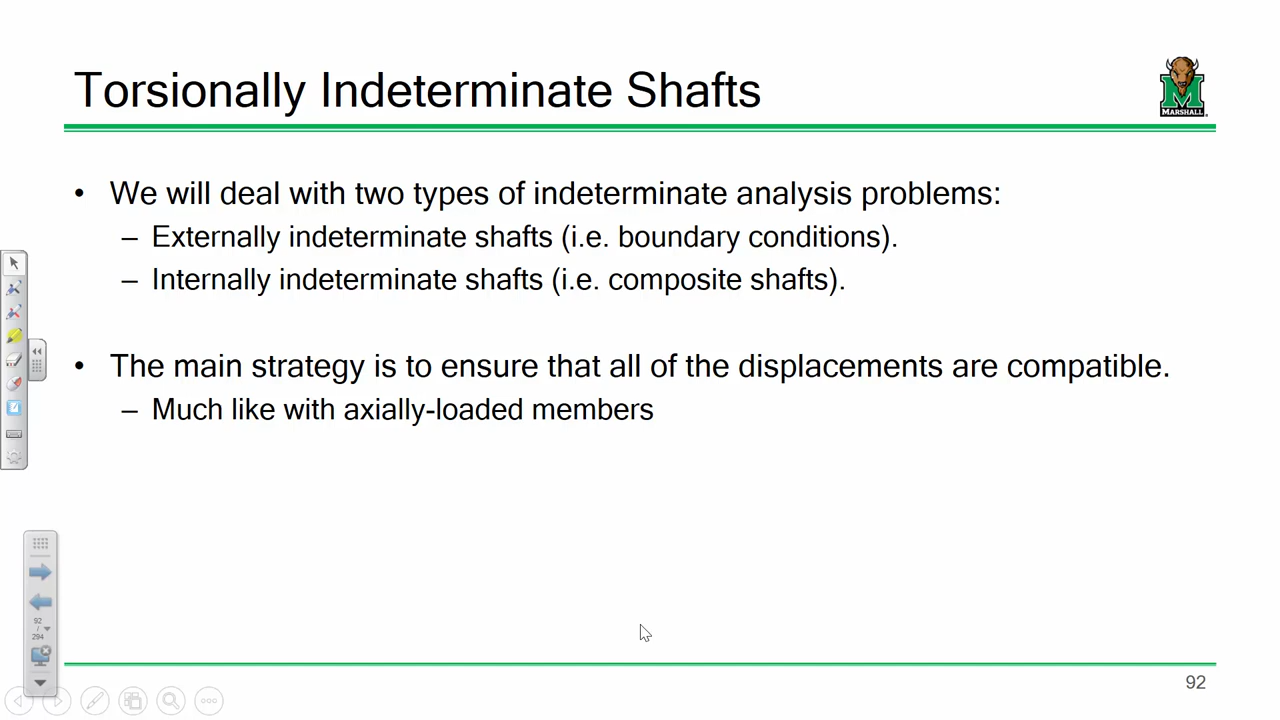 Torsionally Indeterminate Shafts
MARSHALL
• We will deal with two types of indeterminate analysis problems:
– Externally indeterminate shafts (i.e. boundary conditions).
– Internally indeterminate shafts (i.e. composite shafts).
• The main strategy is to ensure that all of the displacements are compatible.
– Much like with axially-loaded members
92
/
294
92